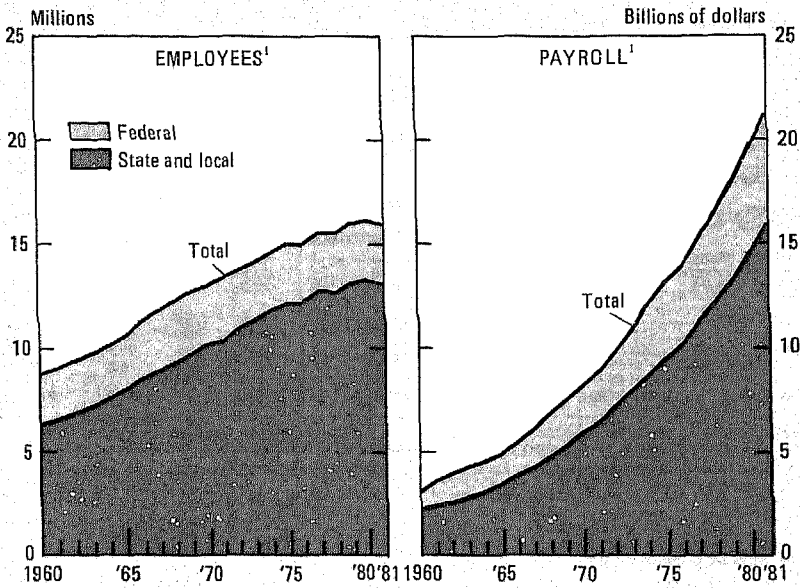 Millions
Billions of dollars
25
25
EMPLOYEES¹
PAYROLL¹
Federal
State and local
20
20
15
15
Total
Total
10
10
5
5
0
0
1960 '65 '70 '75 '80'81
1960 '65 '70 '75 '80'81